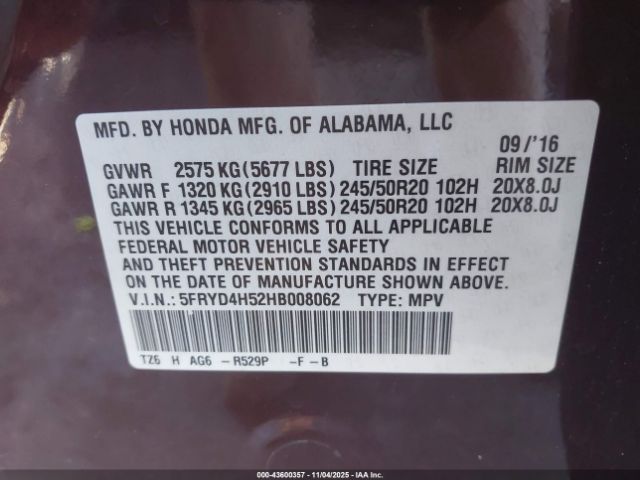 MFD. BY HONDA MFG. OF ALABAMA, LLC
09/'16
GVWR 2575 KG (5677 LBS) TIRE SIZE RIM SIZE
GAWR F 1320 KG (2910 LBS) 245/50R20 102H 20X8.0J
GAWR R 1345 KG (2965 LBS) 245/50R20 102H 20X8.0J
THIS VEHICLE CONFORMS TO ALL APPLICABLE
FEDERAL MOTOR VEHICLE SAFETY
AND THEFT PREVENTION STANDARDS IN EFFECT
ON THE DATE OF MANUFACTURE SHOWN ABOVE.
V.I.N.: 5FRYD4H52HB008062 TYPE: MPV
TZ6 H AG6 -R529P -F-B
000-43600357 - 11/04/2025 - IAA Inc.